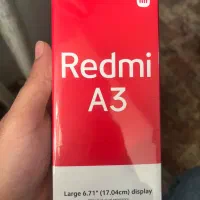 mi
Redmi
A3
Large 6.71" (17.04cm) display